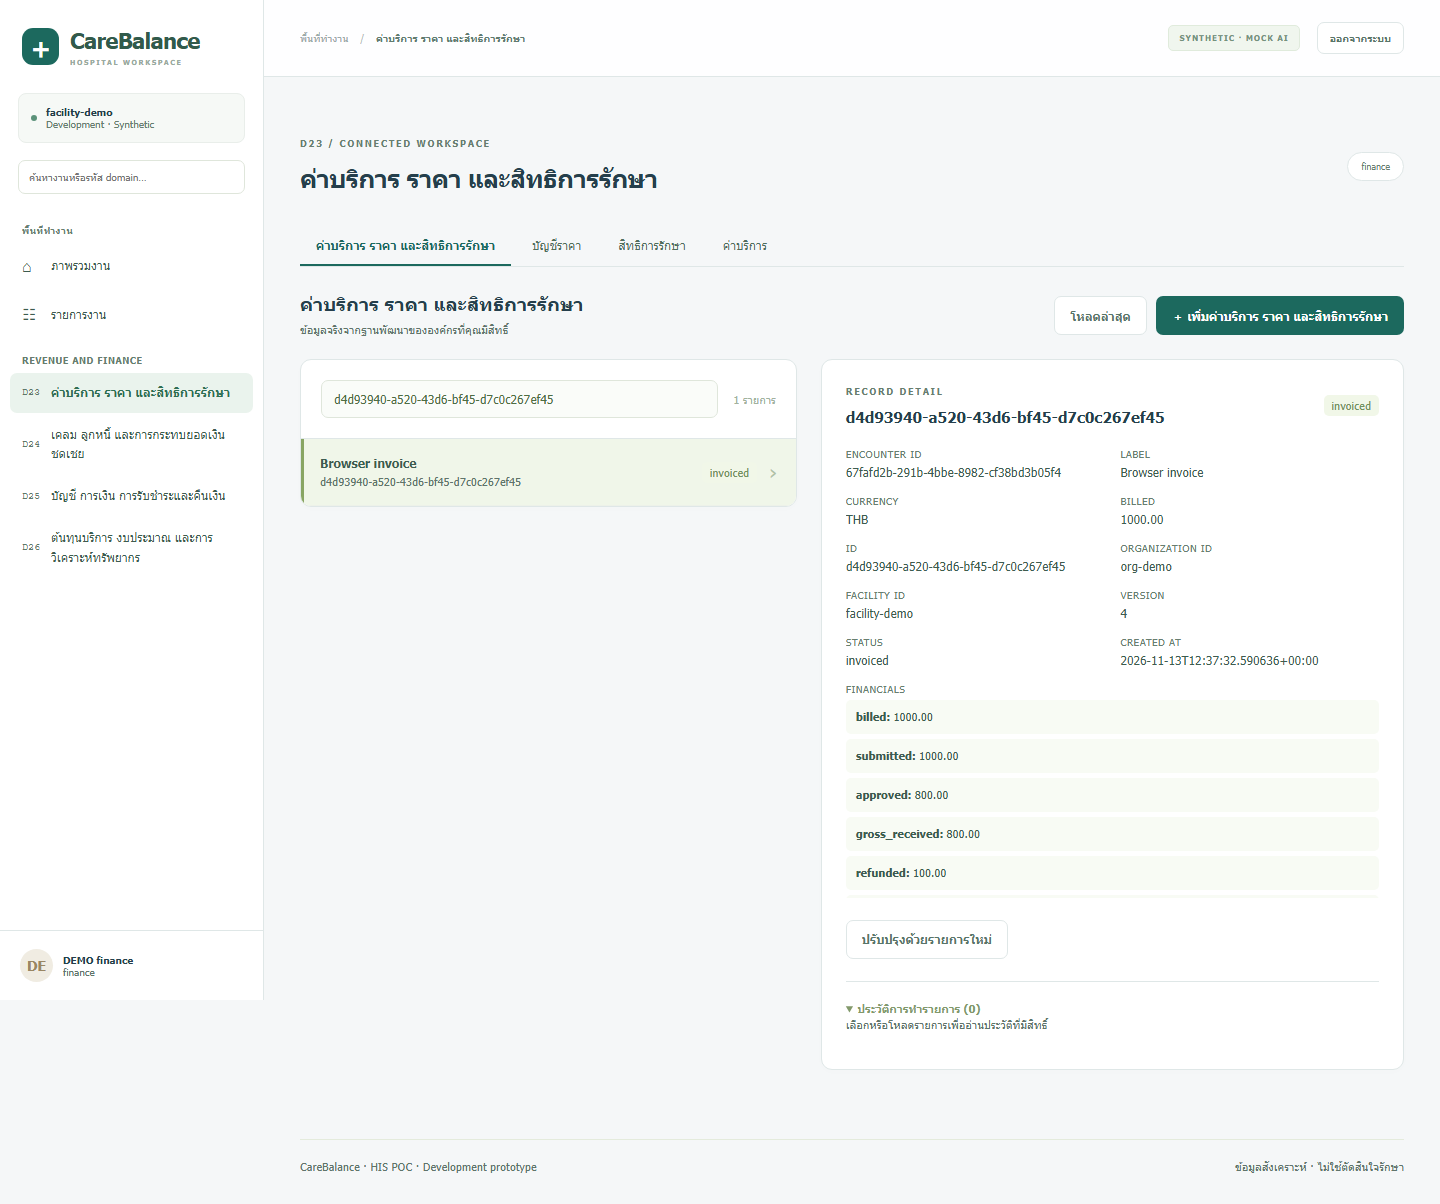 CareBalance
HOSPITAL WORKSPACE
facility-demo
Development · Synthetic
ค้นหางานหรือรหัส domain...
พื้นที่ทำงาน
ภาพรวมงาน
รายการงาน
REVENUE AND FINANCE
D23 ค่าบริการ ราคา และสิทธิการรักษา
D24 เคลม ลูกหนี้ และการกระทบยอดเงิน
ชดเชย
D25 บัญชี การเงิน การรับชำระและคืนเงิน
D26 ต้นทุนบริการ งบประมาณ และการ
วิเคราะห์ทรัพยากร
DE
DEMO finance
finance
พื้นที่ทำงาน / ค่าบริการ ราคา และสิทธิการรักษา
SYNTHETIC · MOCK AI
ออกจากระบบ
D23 / CONNECTED WORKSPACE
ค่าบริการ ราคา และสิทธิการรักษา
finance
ค่าบริการ ราคา และสิทธิการรักษา บัญชีราคา สิทธิการรักษา ค่าบริการ
ค่าบริการ ราคา และสิทธิการรักษา
ข้อมูลจริงจากฐานพัฒนาขององค์กรที่คุณมีสิทธิ์
โหลดล่าสุด
+ เพิ่มค่าบริการ ราคา และสิทธิการรักษา
d4d93940-a520-43d6-bf45-d7c0c267ef45
1 รายการ
Browser invoice
d4d93940-a520-43d6-bf45-d7c0c267ef45
invoiced
RECORD DETAIL
d4d93940-a520-43d6-bf45-d7c0c267ef45
invoiced
ENCOUNTER ID
67fafd2b-291b-4bbe-8982-cf38bd3b05f4
LABEL
Browser invoice
CURRENCY
THB
BILLED
1000.00
ID
d4d93940-a520-43d6-bf45-d7c0c267ef45
ORGANIZATION ID
org-demo
FACILITY ID
facility-demo
VERSION
4
STATUS
invoiced
CREATED AT
2026-11-13T12:37:32.590636+00:00
FINANCIALS
billed: 1000.00
submitted: 1000.00
approved: 800.00
gross_received: 800.00
refunded: 100.00
ปรับปรุงด้วยรายการใหม่
▼ ประวัติการทำรายการ (0)
เลือกหรือโหลดรายการเพื่ออ่านประวัติที่มีสิทธิ์
CareBalance · HIS POC · Development prototype
ข้อมูลสังเคราะห์ · ไม่ใช้ตัดสินใจรักษา